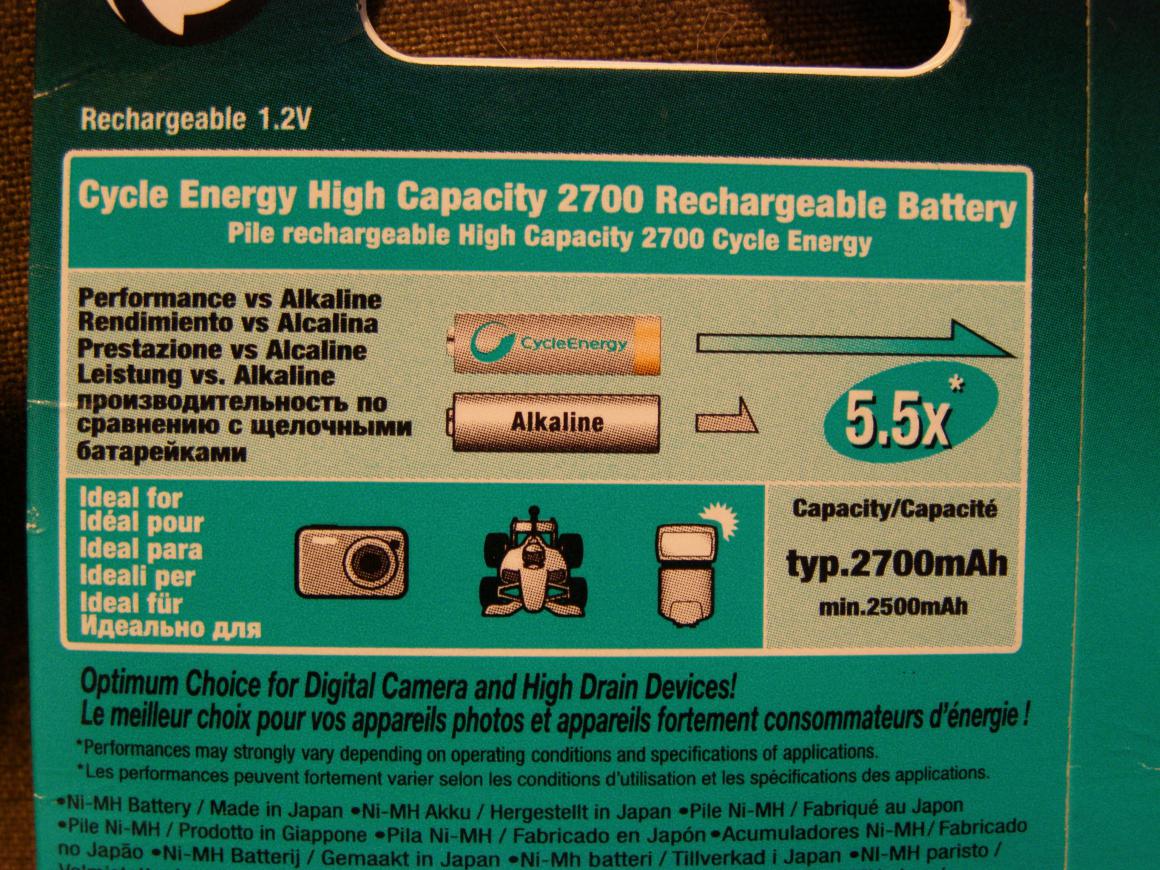 Rechargeable 1.2V
Cycle Energy High Capacity 2700 Rechargeable Battery
Pile rechargeable High Capacity 2700 Cycle Energy
Performance vs Alkaline
Rendimiento vs Alcalina
Prestazione vs Alcaline
Leistung vs. Alkaline
производительность по
сравнению с щелочными
батарейками
CycleEnergy
Alkaline
5.5x*
Ideal for
Idéal pour
Ideal para
Ideali per
Ideal für
Идеально для
Capacity/Capacité
typ.2700mAh
min.2500mAh
Optimum Choice for Digital Camera and High Drain Devices!
Le meilleur choix pour vos appareils photos et appareils fortement consommateurs d'énergie !
*Performances may strongly vary depending on operating conditions and specifications of applications.
*Les performances peuvent fortement varier selon les conditions d'utilisation et les spécifications des applications.
•Ni-MH Battery / Made in Japan •Ni-MH Akku / Hergestellt in Japan •Pile Ni-MH / Fabriqué au Japon
•Pile Ni-MH / Prodotto in Giappone •Pila Ni-MH / Fabricado en Japón •Acumuladores Ni-MH/ Fabricado
no Japão •Ni-MH Batterij / Gemaakt in Japan •Ni-Mh batteri / Tillverkad i Japan •NI-MH paristo /